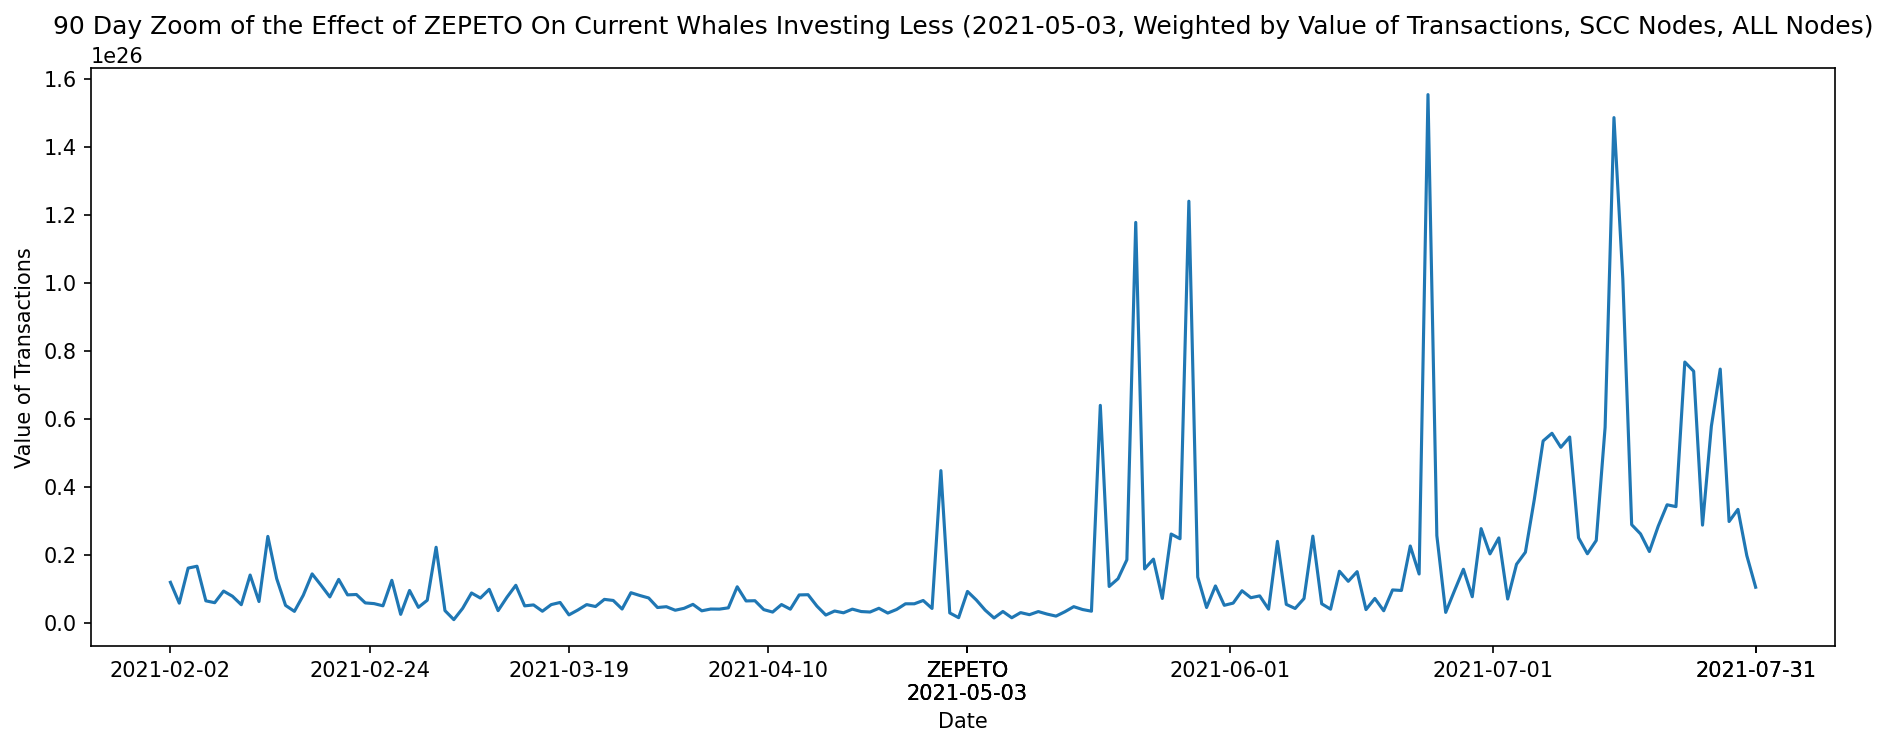 90 Day Zoom of the Effect of ZEPETO On Current Whales Investing Less (2021-05-03, Weighted by Value of Transactions, SCC Nodes, ALL Nodes)
1e26
1.6
1.4
1.2
1.0
0.8
0.6
0.4
0.2
0.0
Value of Transactions
2021-02-02 2021-02-24 2021-03-19 2021-04-10 ZEPETO 2021-06-01 2021-07-01 2021-07-31
2021-05-03
Date